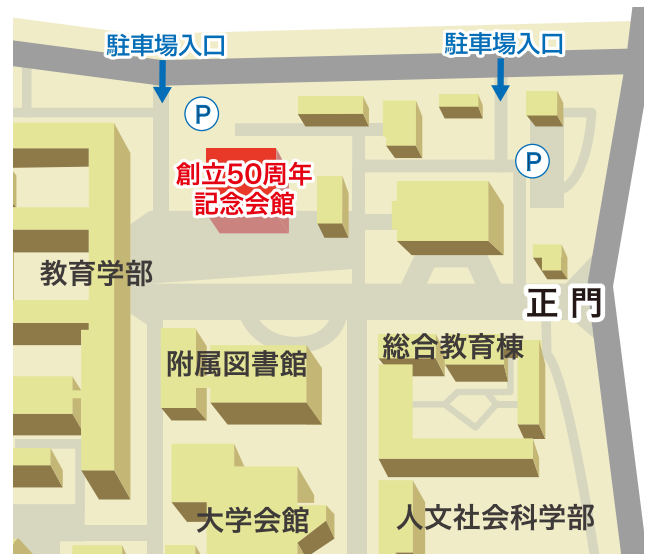 駐車場入口
駐車場入口
P
創立50周年
記念会館
P
教育学部
正門
附属図書館
総合教育棟
大学会館
人文社会科学部